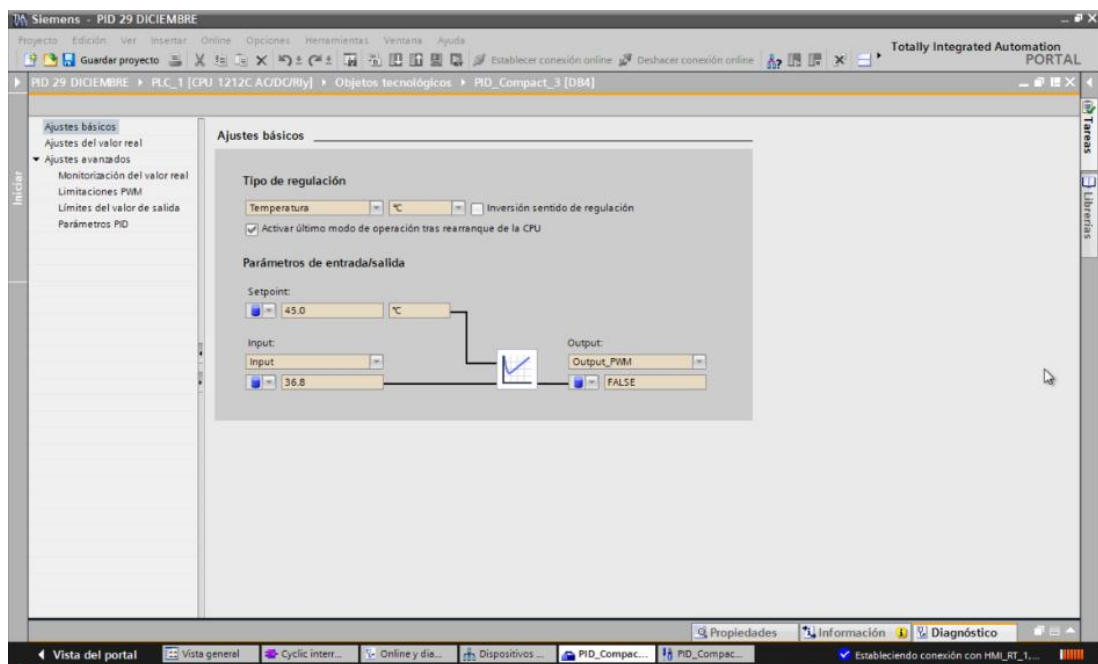 Siemens - PID 29 DICIEMBRE
Proyecto Edición Ver Insertar Online Opciones Herramientas Ventana Ayuda
Totally Integrated Automation
PORTAL
Guardar proyecto
Establecer conexión online
Deshacer conexión online
PID 29 DICIEMBRE PLC_1 [CPU 1212C AC/DC/Rly] Objetos tecnológicos PID_Compact_3 [DB4]
Iniciar
Ajustes básicos
Ajustes del valor real
Ajustes avanzados
Monitorización del valor real
Limitaciones PWM
Límites del valor de salida
Parámetros PID
Ajustes básicos
Tipo de regulación
Temperatura °C Inversión sentido de regulación
Activar último modo de operación tras rearranque de la CPU
Parámetros de entrada/salida
Setpoint:
45.0 °C
Input: Output:
Input Output_PWM
36.8 FALSE
Tareas
Librerías
Propiedades Información Diagnóstico
Vista del portal Vista general Cyclic interr... Online y dia... Dispositivos ... PID_Compac... PID_Compac... Estableciendo conexión con HMI_RT_1,...